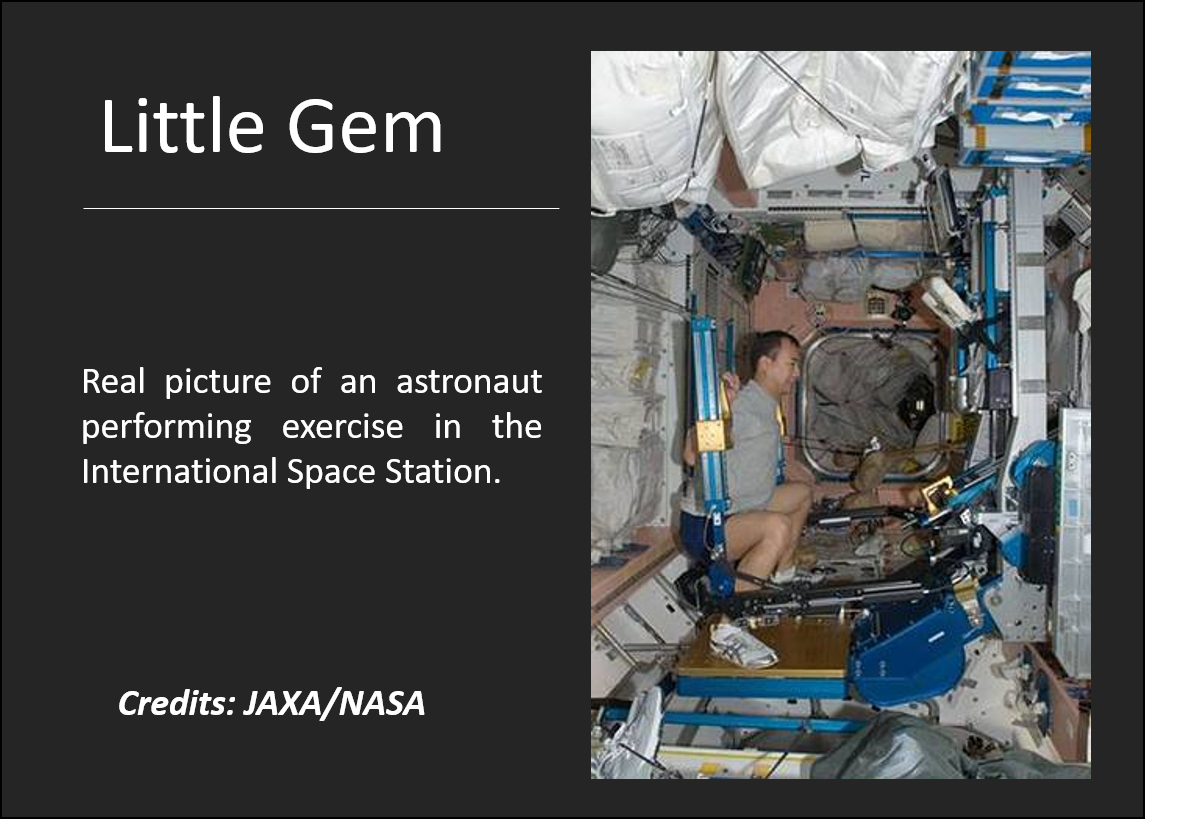 Little Gem
Real picture of an astronaut
performing exercise in the
International Space Station.
Credits: JAXA/NASA